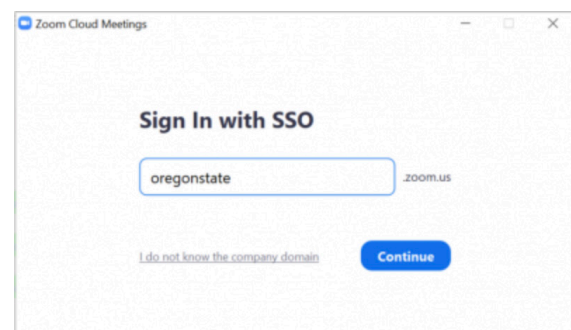 Zoom Cloud Meetings
Sign In with SSO
oregonstate .zoom.us
I do not know the company domain Continue